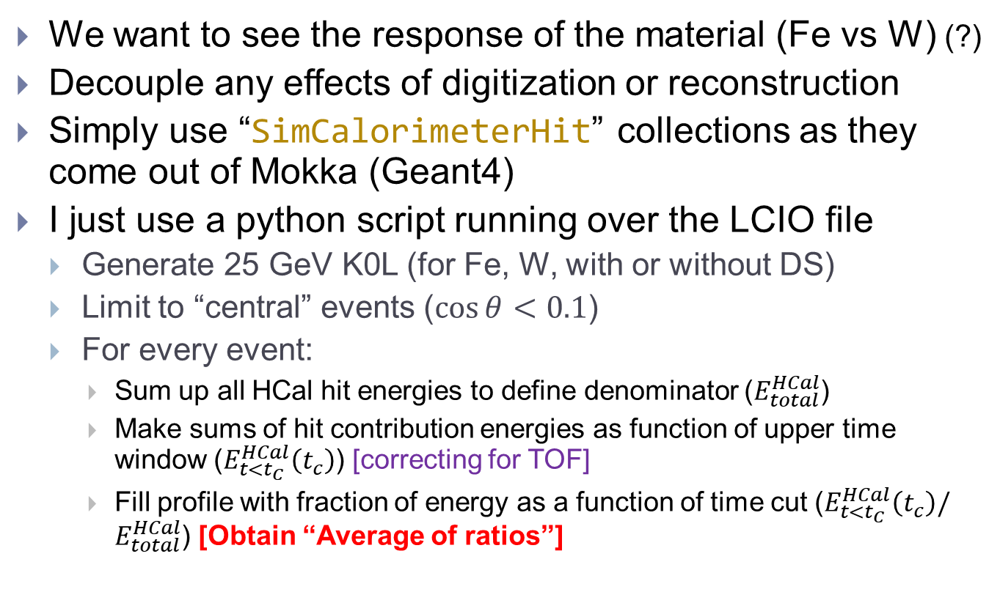 We want to see the response of the material (Fe vs W) (?)
Decouple any effects of digitization or reconstruction
Simply use “SimCalorimeterHit” collections as they
come out of Mokka (Geant4)
I just use a python script running over the LCIO file
Generate 25 GeV K0L (for Fe, W, with or without DS)
Limit to “central” events (cos θ < 0.1)
For every event:
Sum up all HCal hit energies to define denominator (E_{total}^{HCal})
Make sums of hit contribution energies as function of upper time
window (E_{t<t_C}^{HCal}(t_c)) [correcting for TOF]
Fill profile with fraction of energy as a function of time cut (E_{t<t_C}^{HCal}(t_c)/
E_{total}^{HCal}) [Obtain “Average of ratios”]